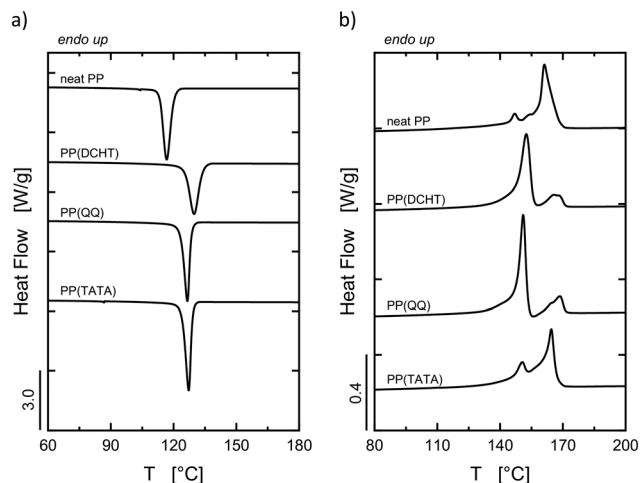 a)
endo up
neat PP
PP(DCHT)
PP(QQ)
PP(TATA)
3.0
Heat Flow [W/g]
60 90 120 150 180
T [°C]
b)
endo up
neat PP
PP(DCHT)
PP(QQ)
PP(TATA)
0.4
Heat Flow [W/g]
80 110 140 170 200
T [°C]